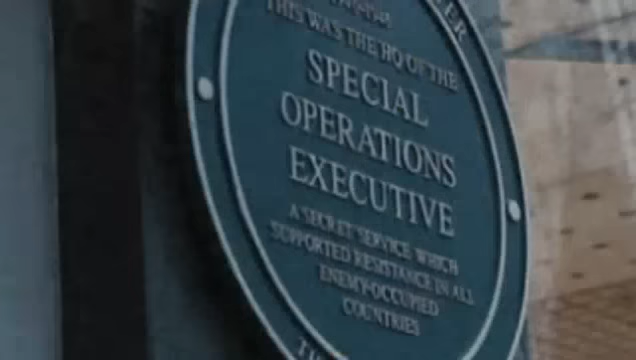 THIS WAS THE HQ OF THE
SPECIAL
OPERATIONS
EXECUTIVE
A SECRET SERVICE WHICH
SUPPORTED RESISTANCE IN ALL
ENEMY-OCCUPIED
COUNTRIES